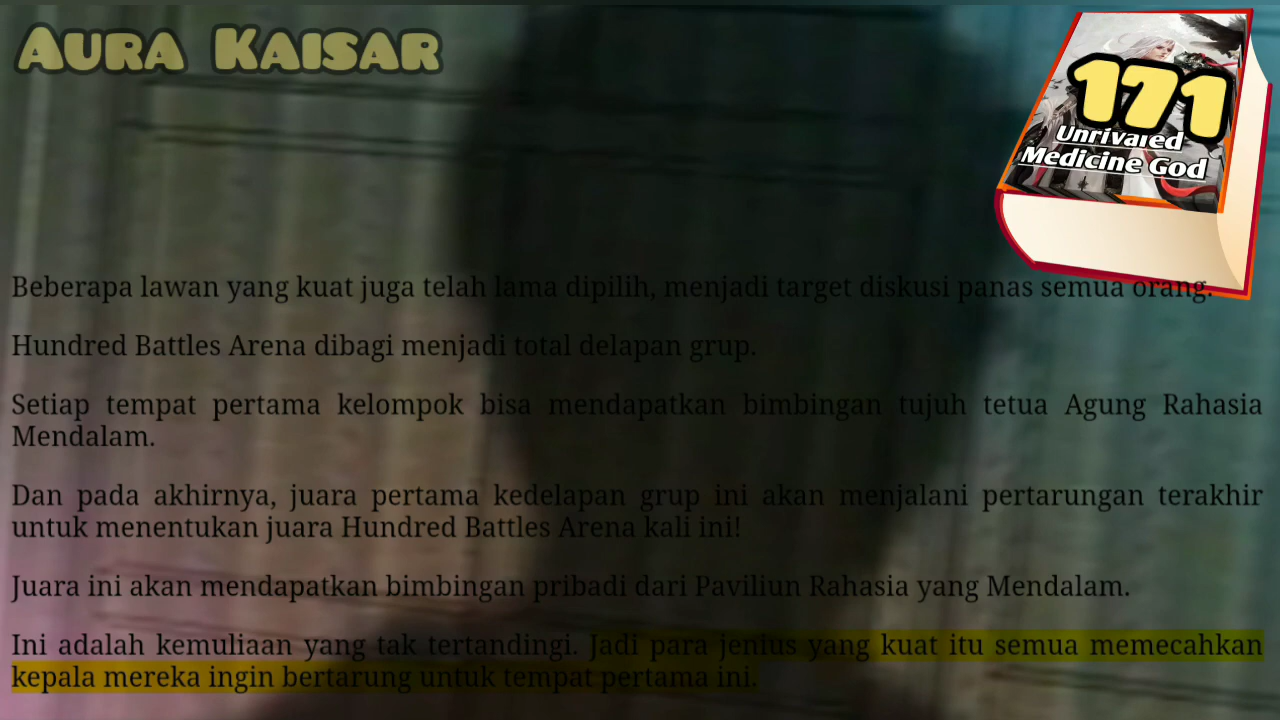 Aura Kaisar
171
Unrivaled
Medicine God
Beberapa lawan yang kuat juga telah lama dipilih, menjadi target diskusi panas semua orang.
Hundred Battles Arena dibagi menjadi total delapan grup.
Setiap tempat pertama kelompok bisa mendapatkan bimbingan tujuh tetua Agung Rahasia
Mendalam.
Dan pada akhirnya, juara pertama kedelapan grup ini akan menjalani pertarungan terakhir
untuk menentukan juara Hundred Battles Arena kali ini!
Juara ini akan mendapatkan bimbingan pribadi dari Paviliun Rahasia yang Mendalam.
Ini adalah kemuliaan yang tak tertandingi. Jadi para jenius yang kuat itu semua memecahkan
kepala mereka ingin bertarung untuk tempat pertama ini.